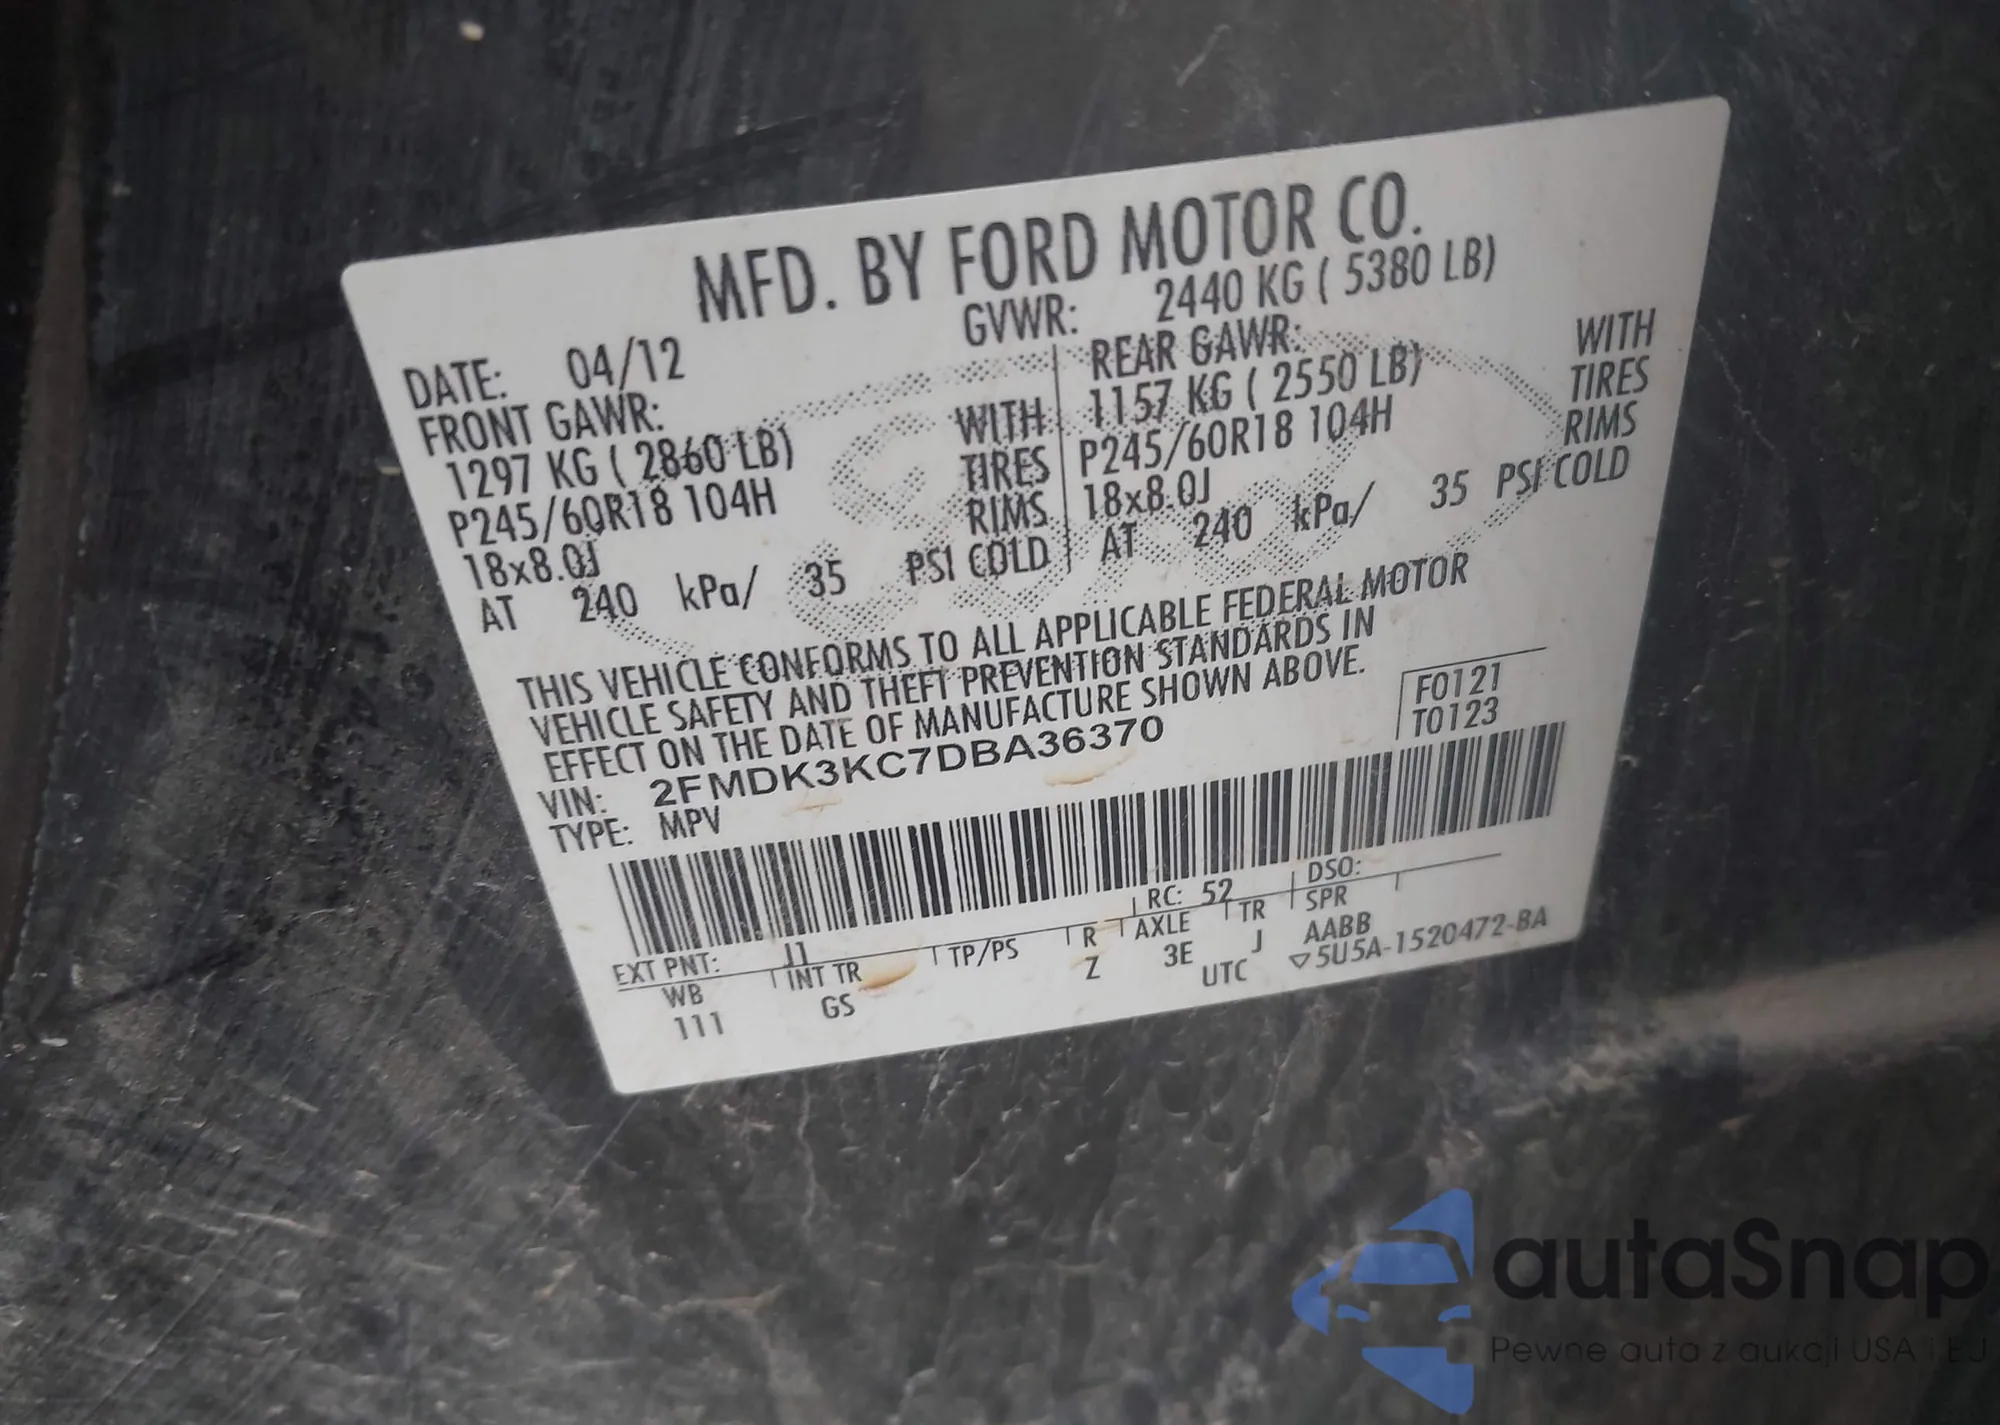 MFD. BY FORD MOTOR CO.
DATE: 04/12 GVWR: 2440 KG ( 5380 LB)
FRONT GAWR: REAR GAWR:
1297 KG ( 2860 LB) WITH 1157 KG ( 2550 LB) WITH
P245/60R18 104H TIRES P245/60R18 104H TIRES
18x8.0J RIMS 18x8.0J RIMS
AT 240 kPa/ 35 PSI COLD AT 240 kPa/ 35 PSI COLD
THIS VEHICLE CONFORMS TO ALL APPLICABLE FEDERAL MOTOR
VEHICLE SAFETY AND THEFT PREVENTION STANDARDS IN
EFFECT ON THE DATE OF MANUFACTURE SHOWN ABOVE.
VIN: 2FMDK3KC7DBA36370 F0121
TYPE: MPV T0123
EXT PNT: J1 RC: 52 DSO:
WB INT TR TP/PS R AXLE TR SPR
111 GS Z 3E J AABB
UTC ▽5U5A-1520472-BA
autaSnap
Pewne auta z aukcji USA i EU